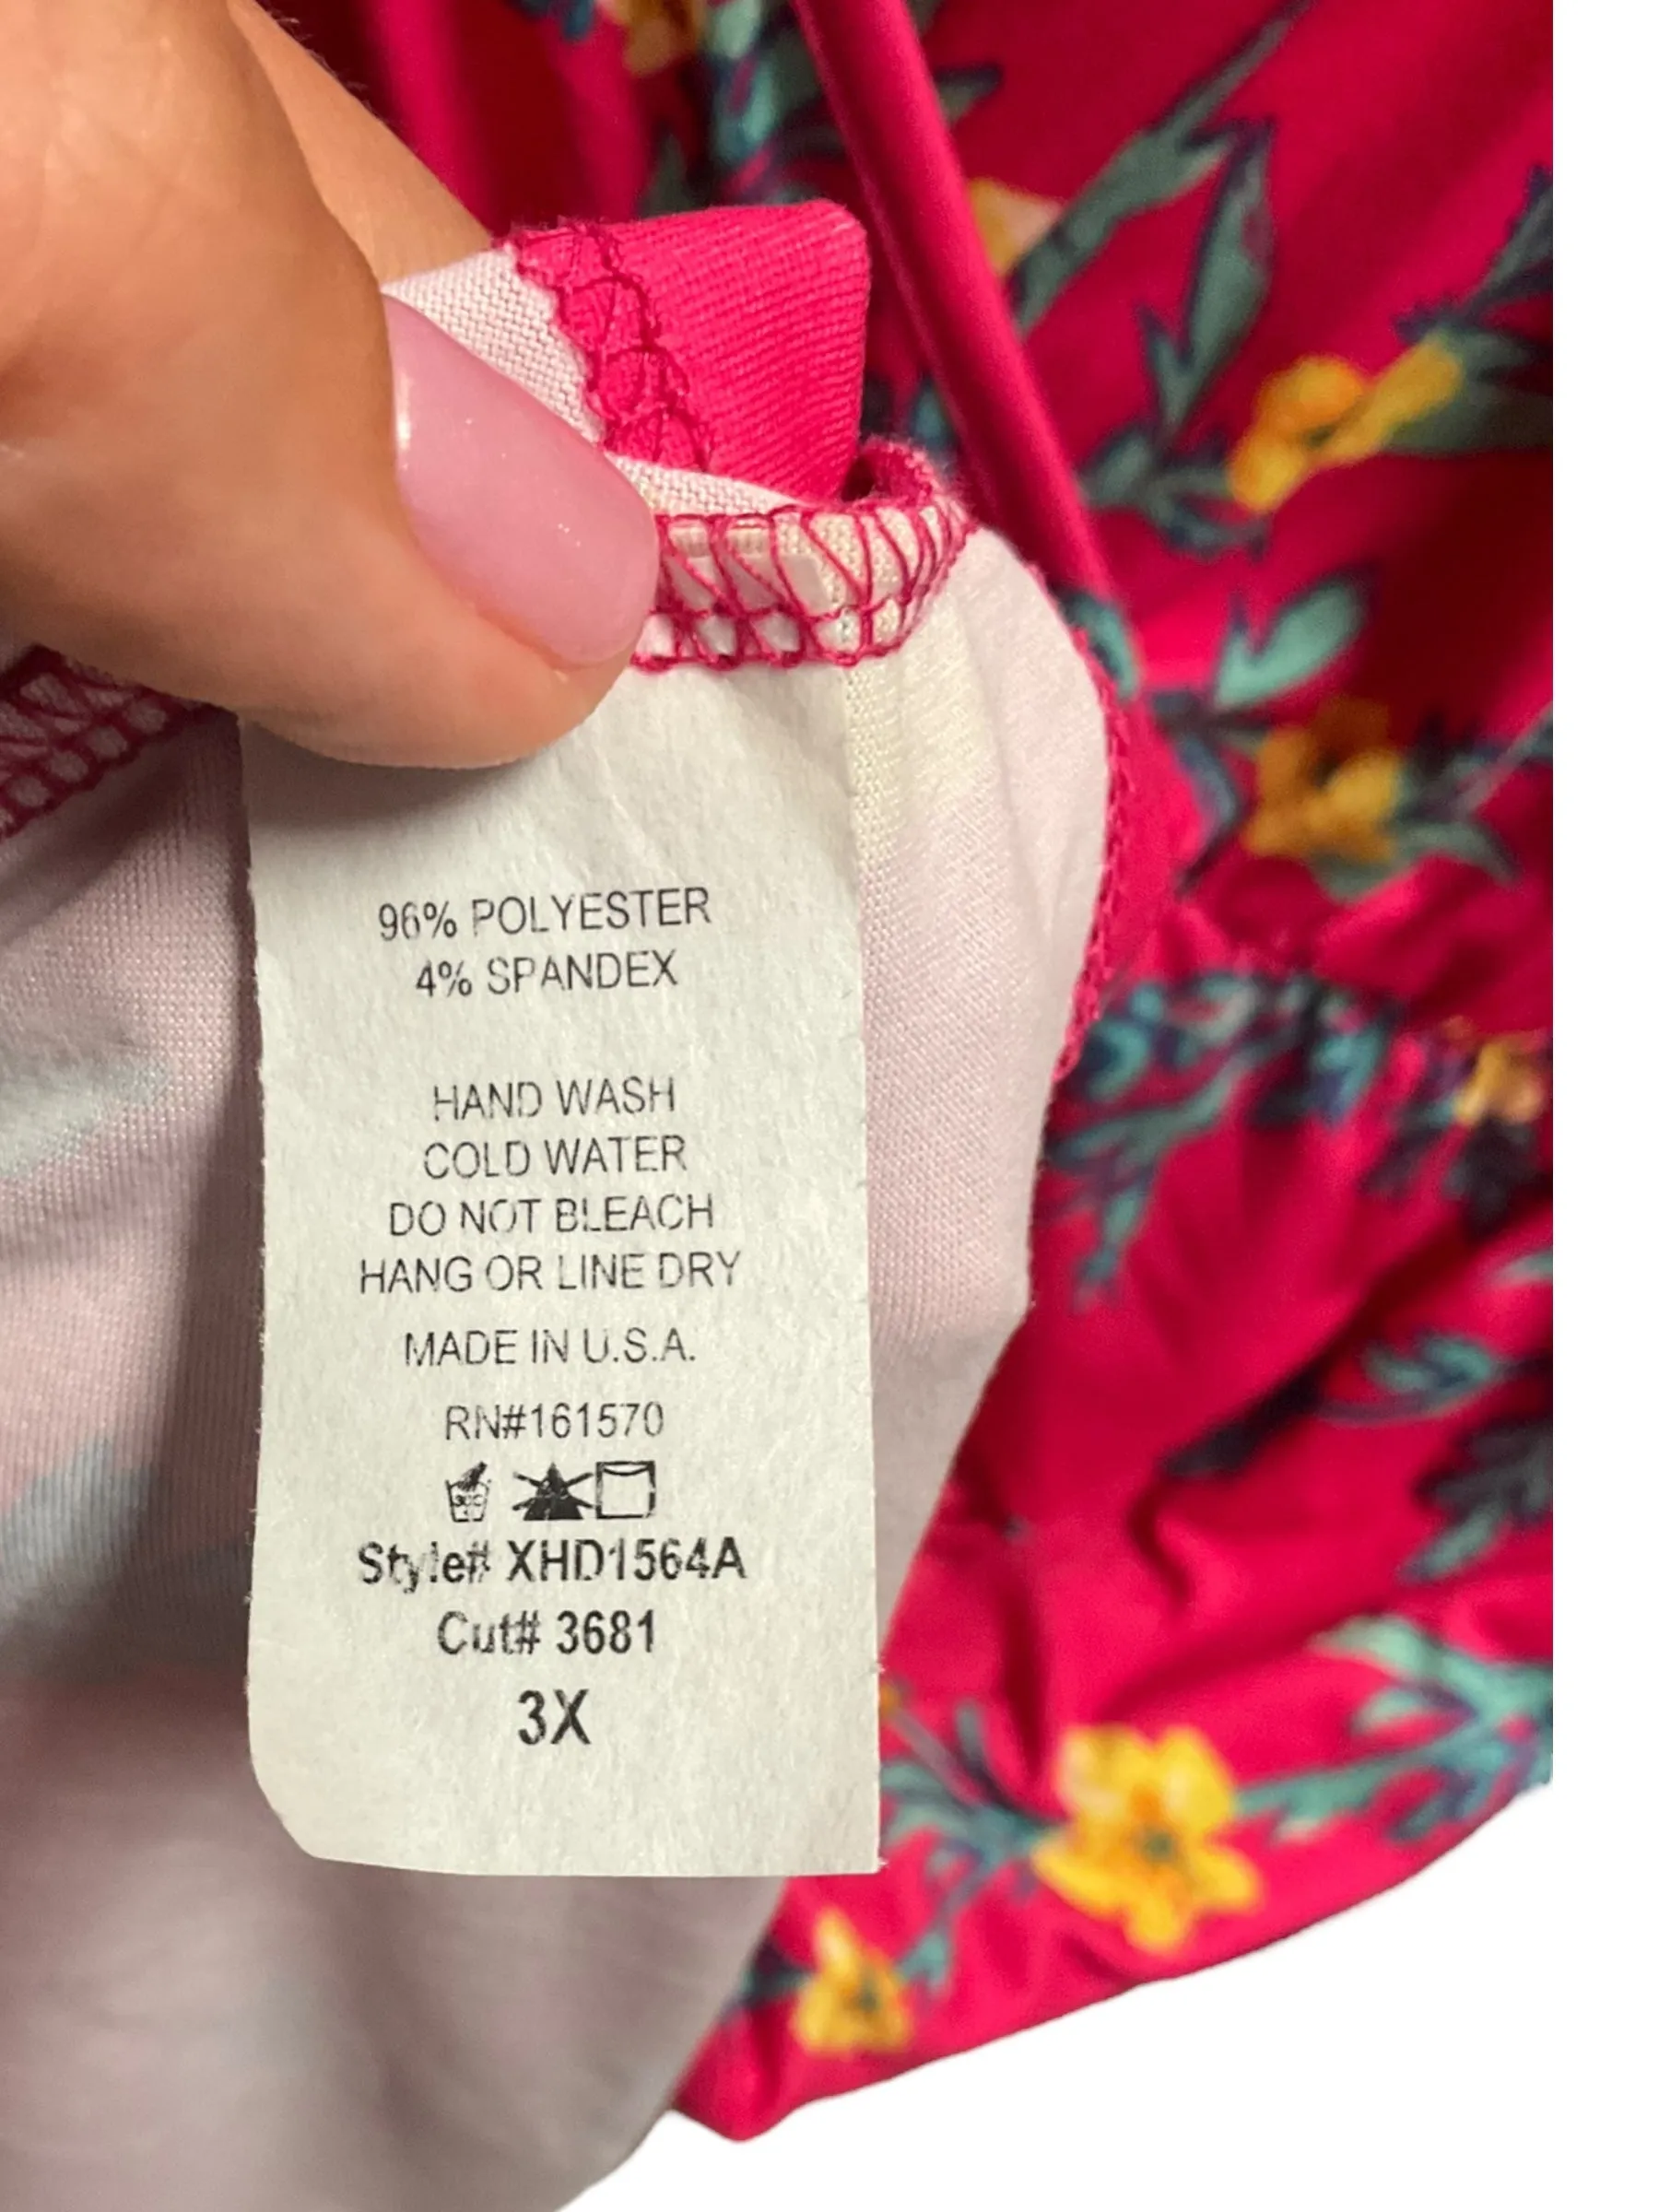 96% POLYESTER
4% SPANDEX
HAND WASH
COLD WATER
DO NOT BLEACH
HANG OR LINE DRY
MADE IN U.S.A.
RN#161570
Style# XHD1564A
Cut# 3681
3X